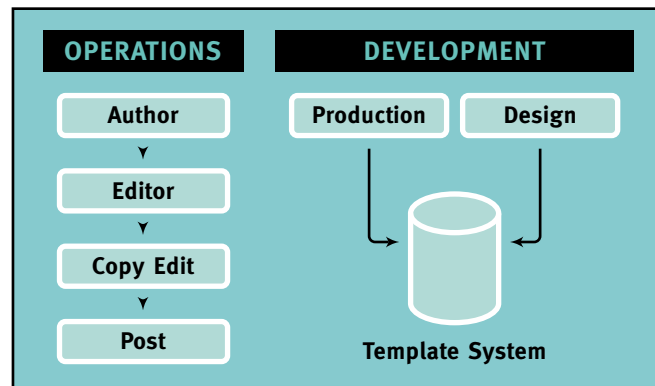 OPERATIONS
Author
Editor
Copy Edit
Post
DEVELOPMENT
Production
Design
Template System